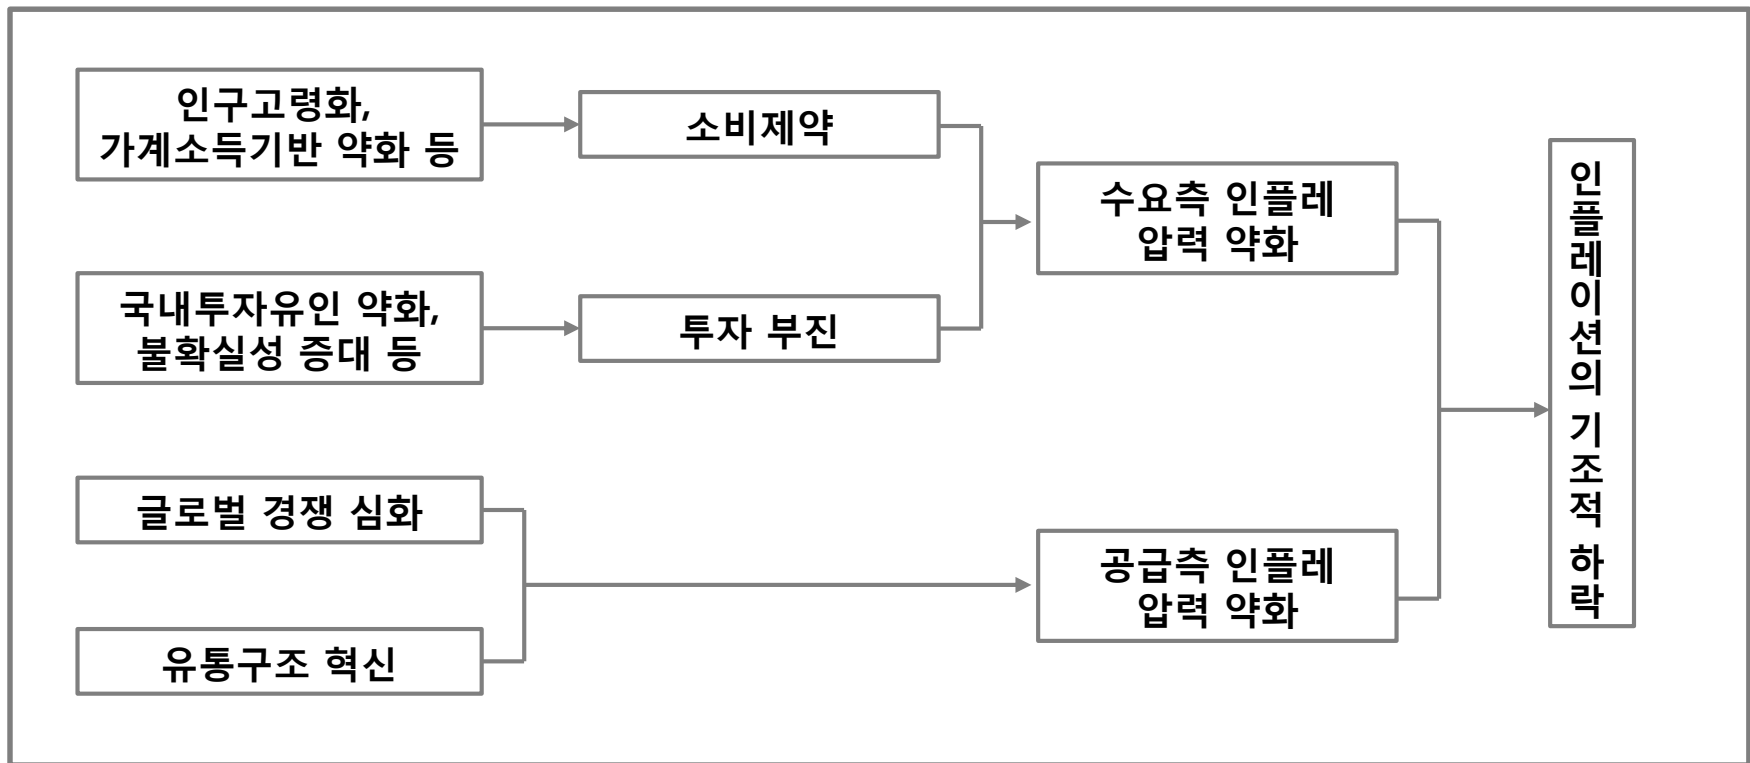 인구고령화,
가계소득기반 약화 등
소비제약
국내투자유인 약화,
불확실성 증대 등
투자 부진
수요측 인플레
압력 약화
글로벌 경쟁 심화
유통구조 혁신
공급측 인플레
압력 약화
인플레이션의 기조적 하락